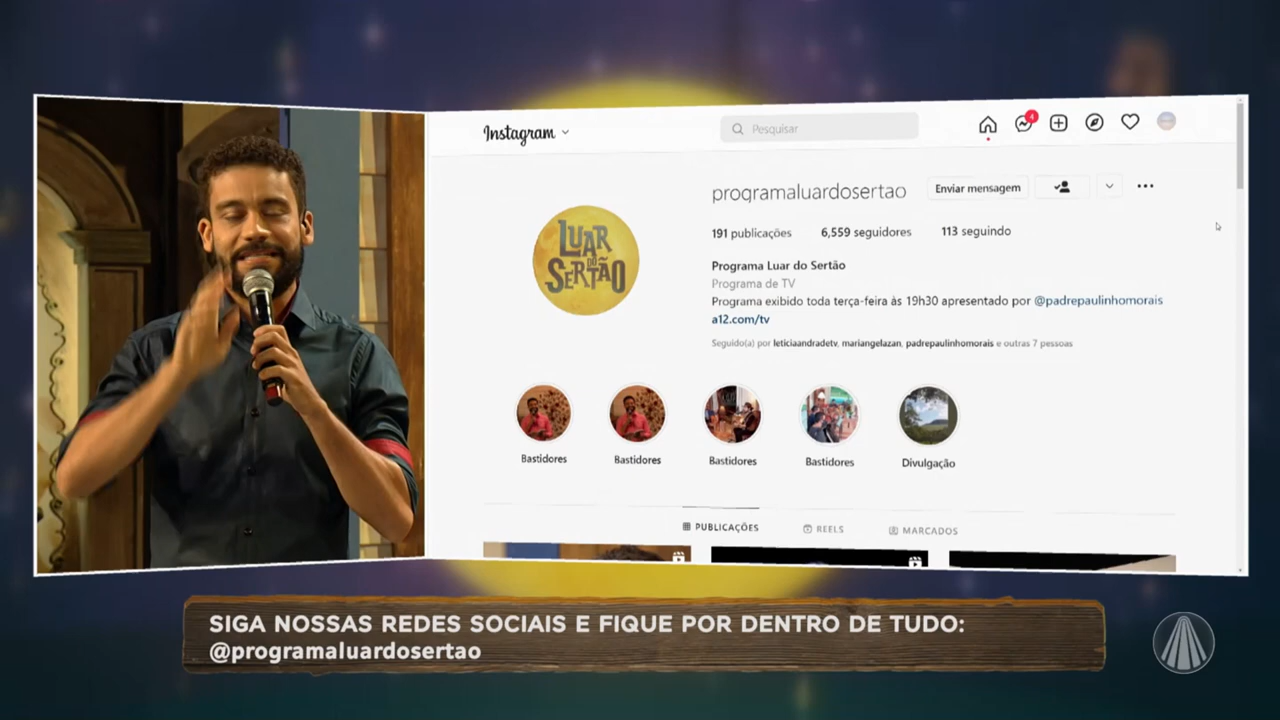 Instagram
Pesquisar
4
programaluardosertao
Enviar mensagem
191 publicações 6,559 seguidores 113 seguindo
LUAR
DO
SERTÃO
Programa Luar do Sertão
Programa de TV
Programa exibido toda terça-feira às 19h30 apresentado por @padrepaulinhomorais
a12.com/tv
Seguido(a) por leticiaandradetv, mariangelazan, padrepaulinhomorais e outras 7 pessoas
Bastidores Bastidores Bastidores Bastidores Divulgação
PUBLICAÇÕES REELS MARCADOS
SIGA NOSSAS REDES SOCIAIS E FIQUE POR DENTRO DE TUDO:
@programaluardosertao